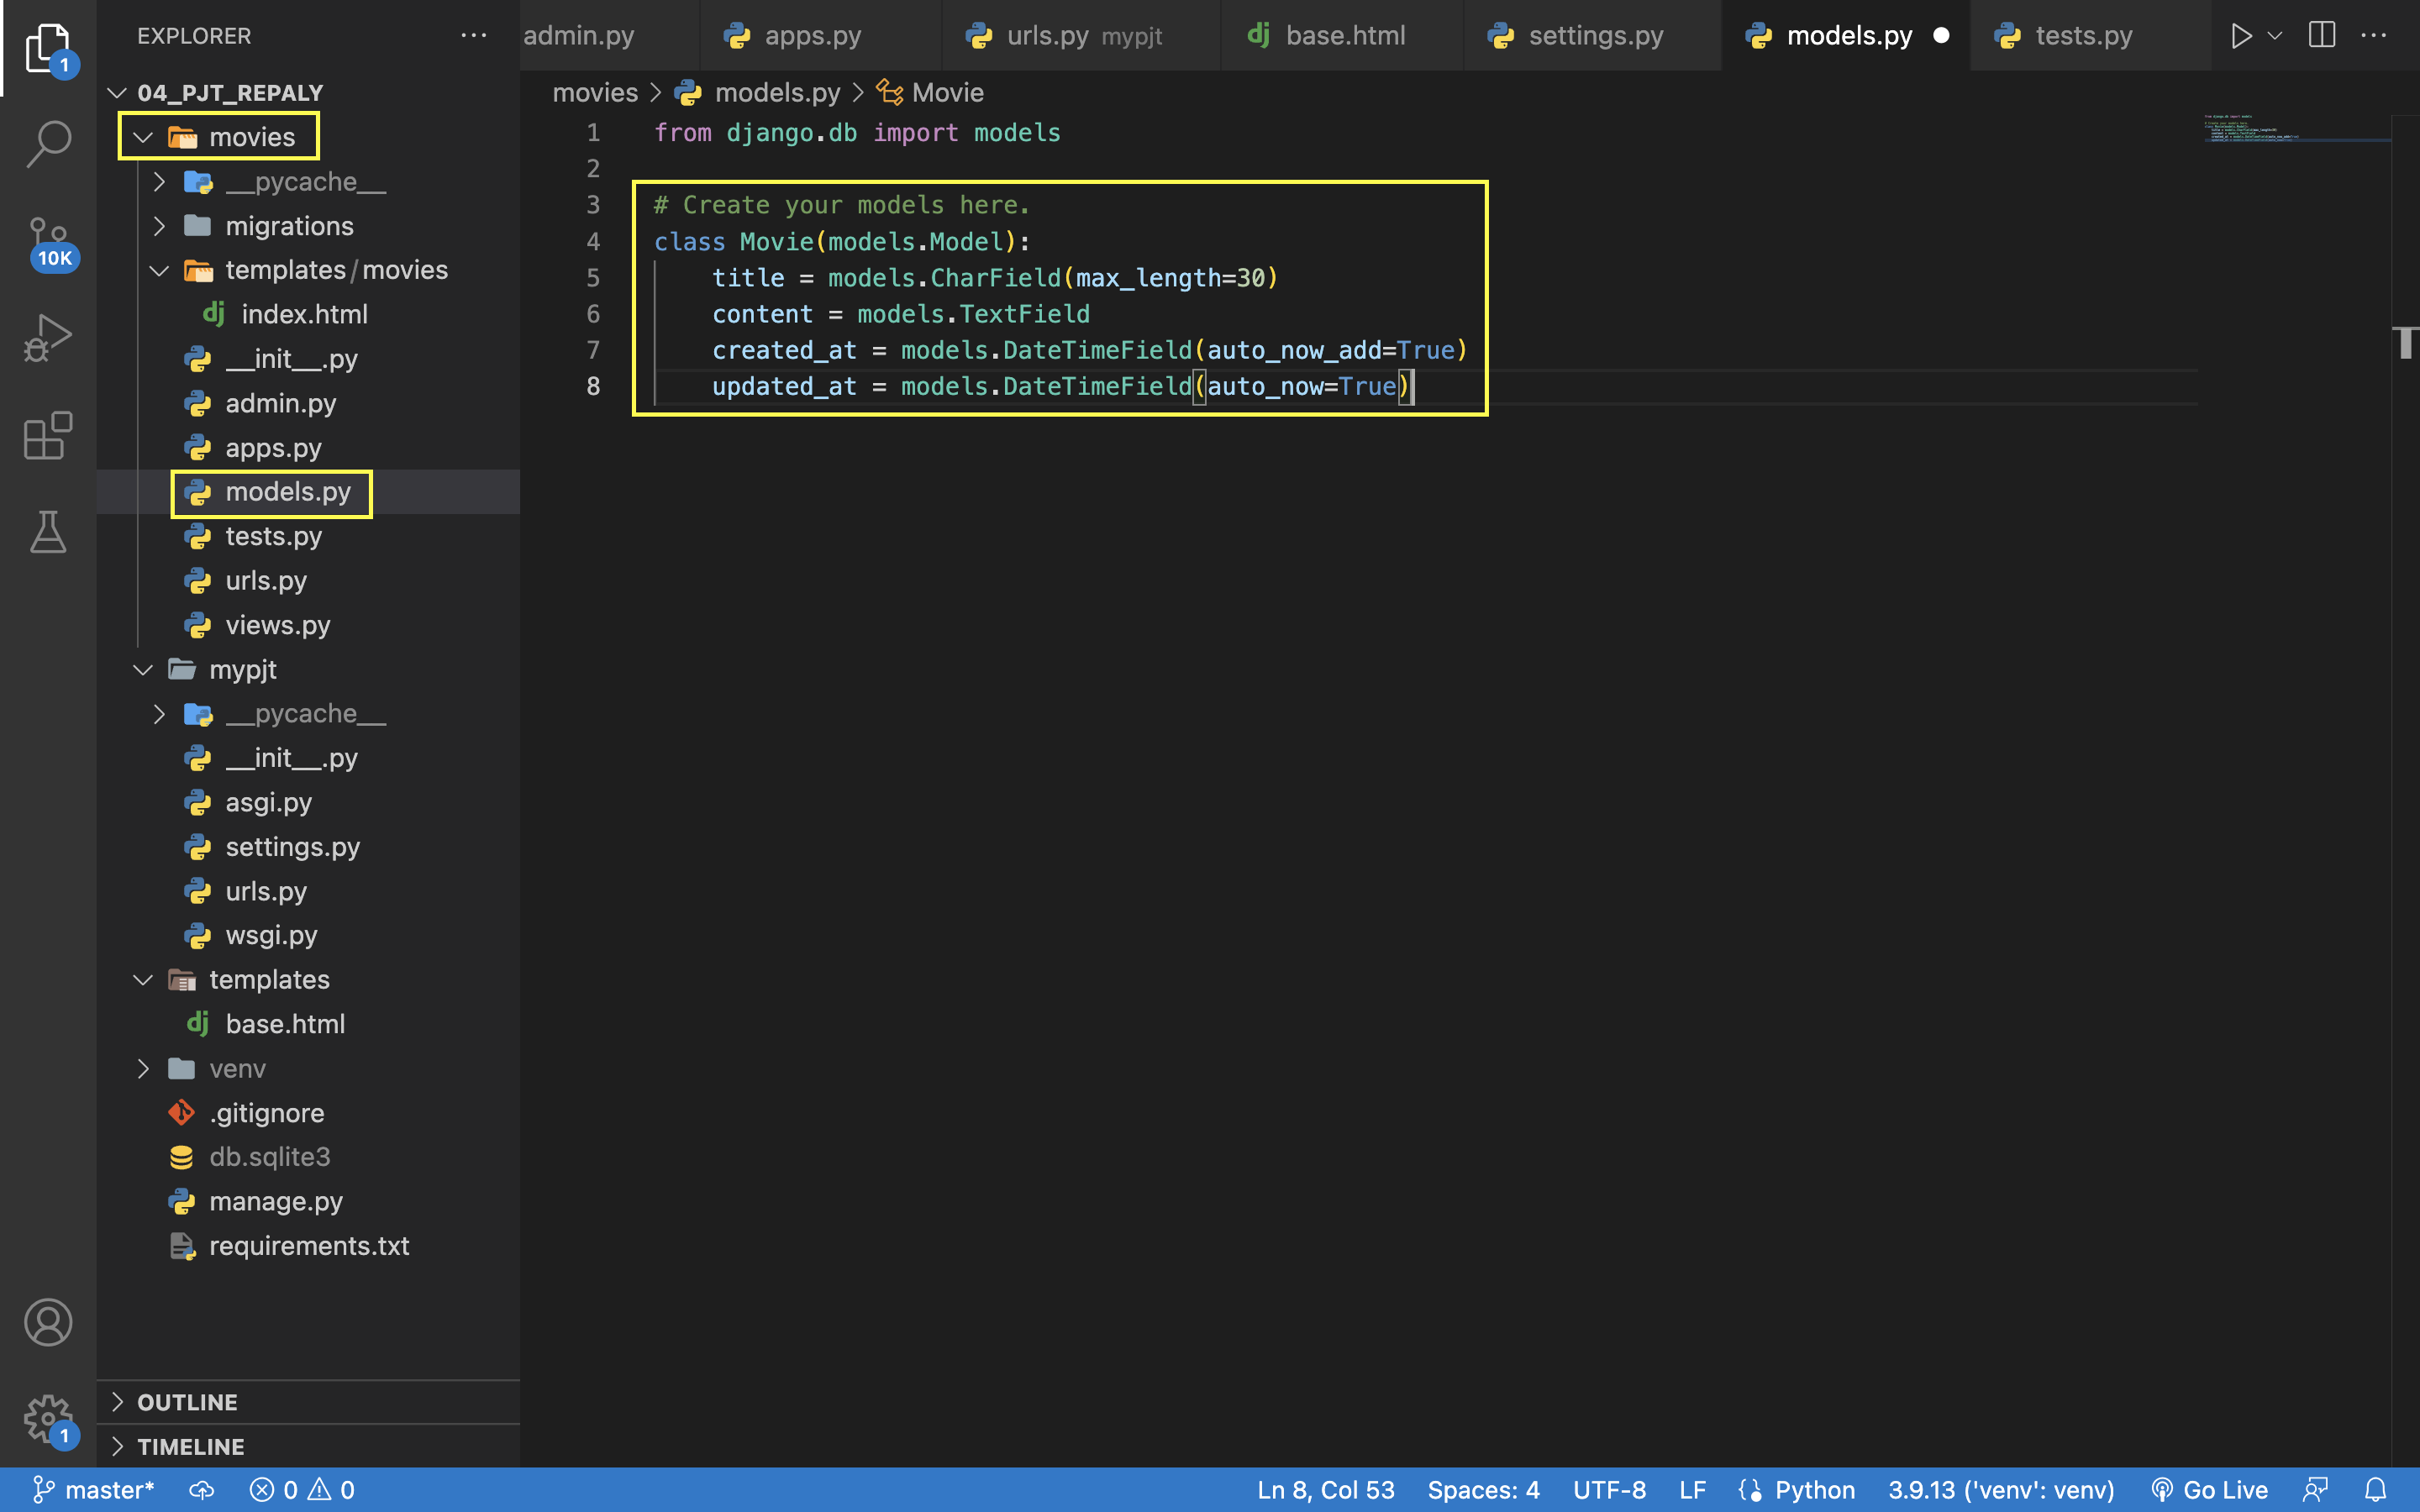 EXPLORER
04_PJT_REPALY
movies
__pycache__
migrations
templates/movies
index.html
__init__.py
admin.py
apps.py
models.py
tests.py
urls.py
views.py
mypjt
__pycache__
__init__.py
asgi.py
settings.py
urls.py
wsgi.py
templates
base.html
venv
.gitignore
db.sqlite3
manage.py
requirements.txt
OUTLINE
TIMELINE
1
10K
1
admin.py apps.py urls.py mypjt base.html settings.py models.py tests.py
movies > models.py > Movie
1 from django.db import models
2
3 # Create your models here.
4 class Movie(models.Model):
5 title = models.CharField(max_length=30)
6 content = models.TextField
7 created_at = models.DateTimeField(auto_now_add=True)
8 updated_at = models.DateTimeField(auto_now=True)
master* 0 0 Ln 8, Col 53 Spaces: 4 UTF-8 LF Python 3.9.13 ('venv': venv) Go Live